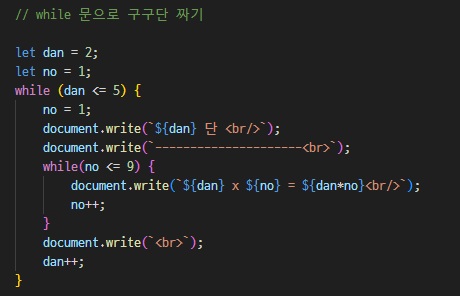 // while 문으로 구구단 짜기
let dan = 2;
let no = 1;
while (dan <= 5) {
no = 1;
document.write(`${dan} 단 <br/>`);
document.write(`---------------------<br>`);
while(no <= 9) {
document.write(`${dan} x ${no} = ${dan*no}<br/>`);
no++;
}
document.write(`<br>`);
dan++;
}